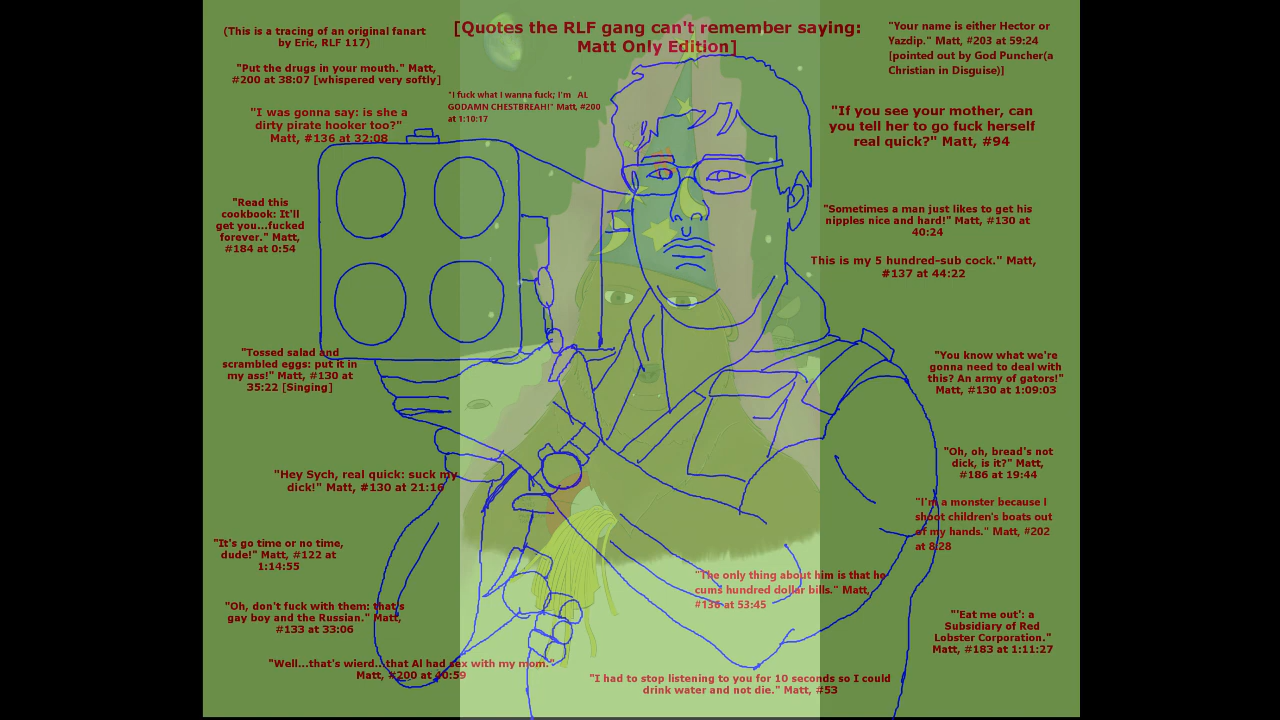 (This is a tracing of an original fanart
by Eric, RLF 117)
[Quotes the RLF gang can't remember saying:
Matt Only Edition]
"Your name is either Hector or
Yazdip." Matt, #203 at 59:24
[pointed out by God Puncher(a
Christian in Disguise)]
"Put the drugs in your mouth." Matt,
#200 at 38:07 [whispered very softly]
"I fuck what I wanna fuck; I'm AL
GODAMN CHESTBREAH!" Matt, #200
at 1:10:17
"I was gonna say: is she a
dirty pirate hooker too?"
Matt, #136 at 32:08
"If you see your mother, can
you tell her to go fuck herself
real quick?" Matt, #94
"Read this
cookbook: It'll
get you...fucked
forever." Matt,
#184 at 0:54
"Sometimes a man just likes to get his
nipples nice and hard!" Matt, #130 at
40:24
This is my 5 hundred-sub cock." Matt,
#137 at 44:22
"Tossed salad and
scrambled eggs: put it in
my ass!" Matt, #130 at
35:22 [Singing]
"You know what we're
gonna need to deal with
this? An army of gators!"
Matt, #130 at 1:09:03
"Hey Sych, real quick: suck my
dick!" Matt, #130 at 21:16
"Oh, oh, bread's not
dick, is it?" Matt,
#186 at 19:44
"I'm a monster because I
shoot children's boats out
of my hands." Matt, #202
at 8:28
"It's go time or no time,
dude!" Matt, #122 at
1:14:55
"The only thing about him is that he
cums hundred dollar bills." Matt,
#136 at 53:45
"Oh, don't fuck with them: that's
gay boy and the Russian." Matt,
#133 at 33:06
"'Eat me out': a
Subsidiary of Red
Lobster Corporation."
Matt, #183 at 1:11:27
"Well...that's wierd...that Al had sex with my mom."
Matt, #200 at 40:59
"I had to stop listening to you for 10 seconds so I could
drink water and not die." Matt, #53